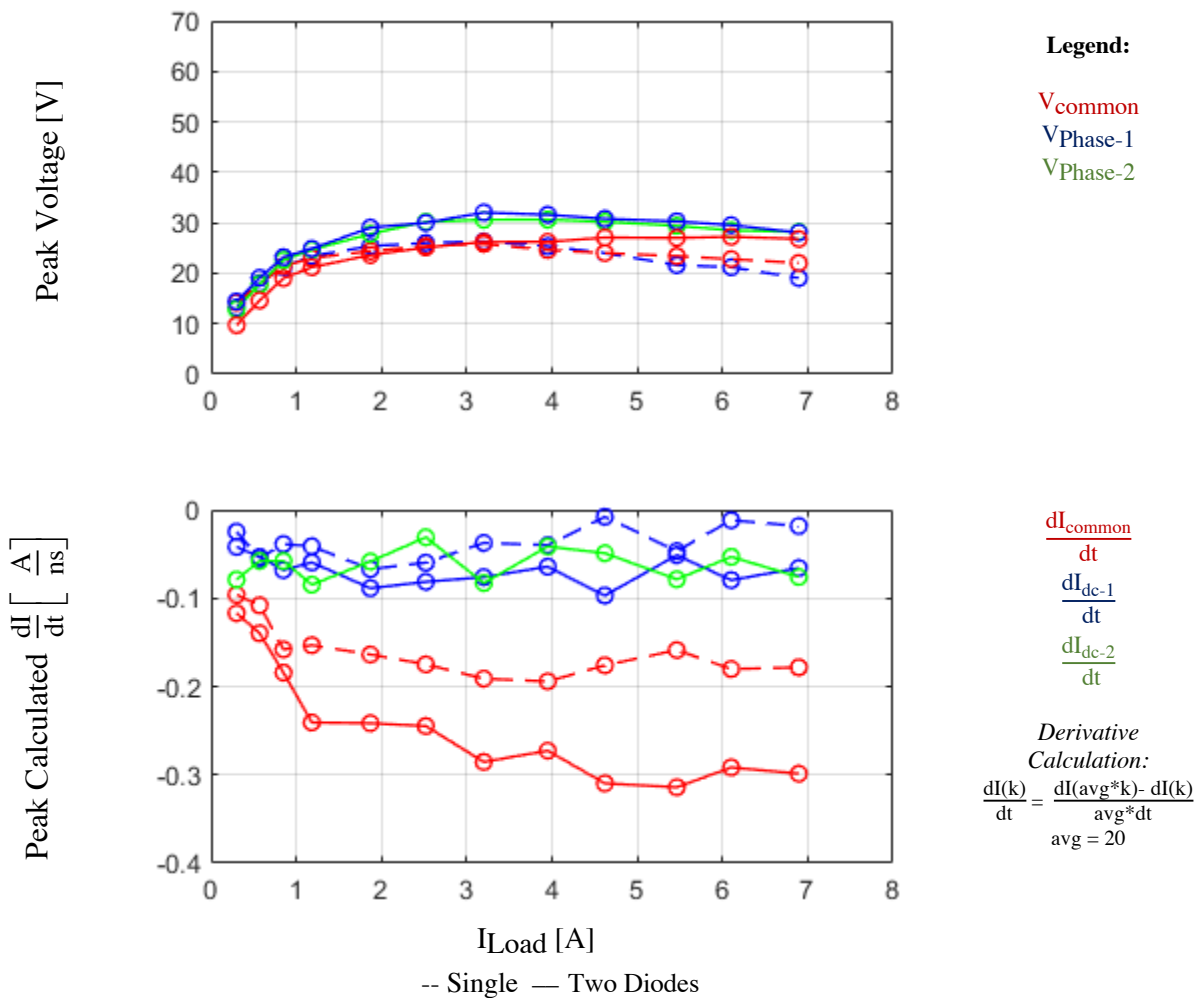 70
60
50
40
30
20
10
0
0 1 2 3 4 5 6 7 8
Peak Voltage [V]
Legend:
Vcommon
VPhase-1
VPhase-2
0
-0.1
-0.2
-0.3
-0.4
0 1 2 3 4 5 6 7 8
Peak Calculated dI/dt [A/ns]
dIcommon
dt
dIdc-1
dt
dIdc-2
dt
Derivative
Calculation:
dI(k)/dt = dI(avg*k)- dI(k)/avg*dt
avg = 20
ILoad [A]
-- Single — Two Diodes